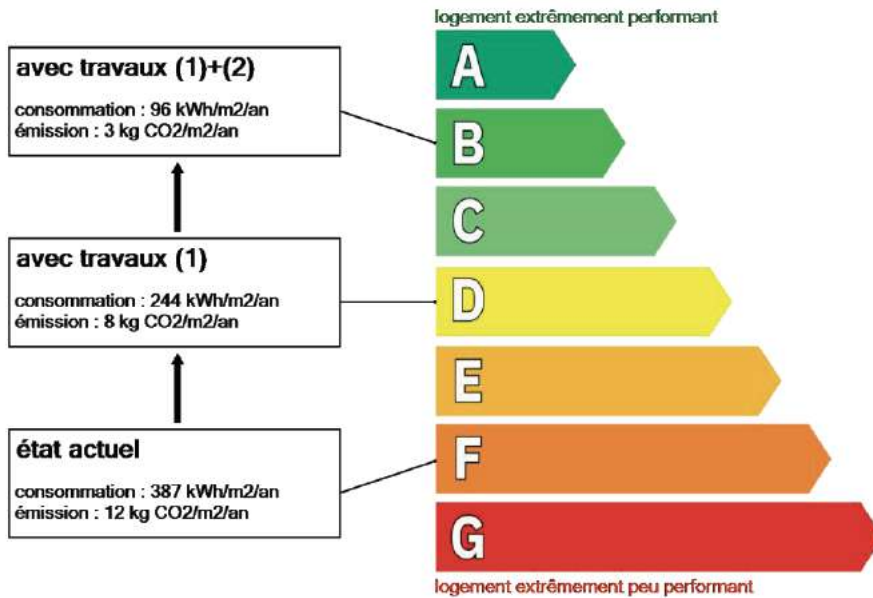 logement extrêmement performant
avec travaux (1)+(2)
consommation : 96 kWh/m2/an
émission : 3 kg CO2/m2/an
avec travaux (1)
consommation : 244 kWh/m2/an
émission : 8 kg CO2/m2/an
état actuel
consommation : 387 kWh/m2/an
émission : 12 kg CO2/m2/an
A
B
C
D
E
F
G
logement extrêmement peu performant